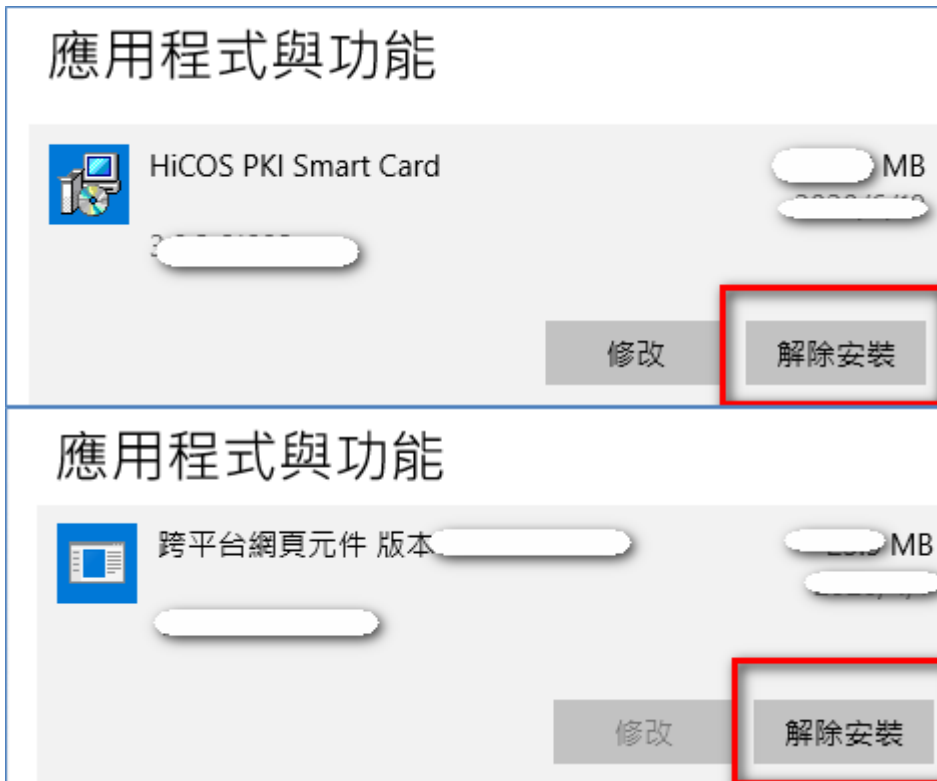 應用程式與功能
HiCOS PKI Smart Card
MB
修改
解除安裝
應用程式與功能
跨平台網頁元件 版本
MB
修改
解除安裝